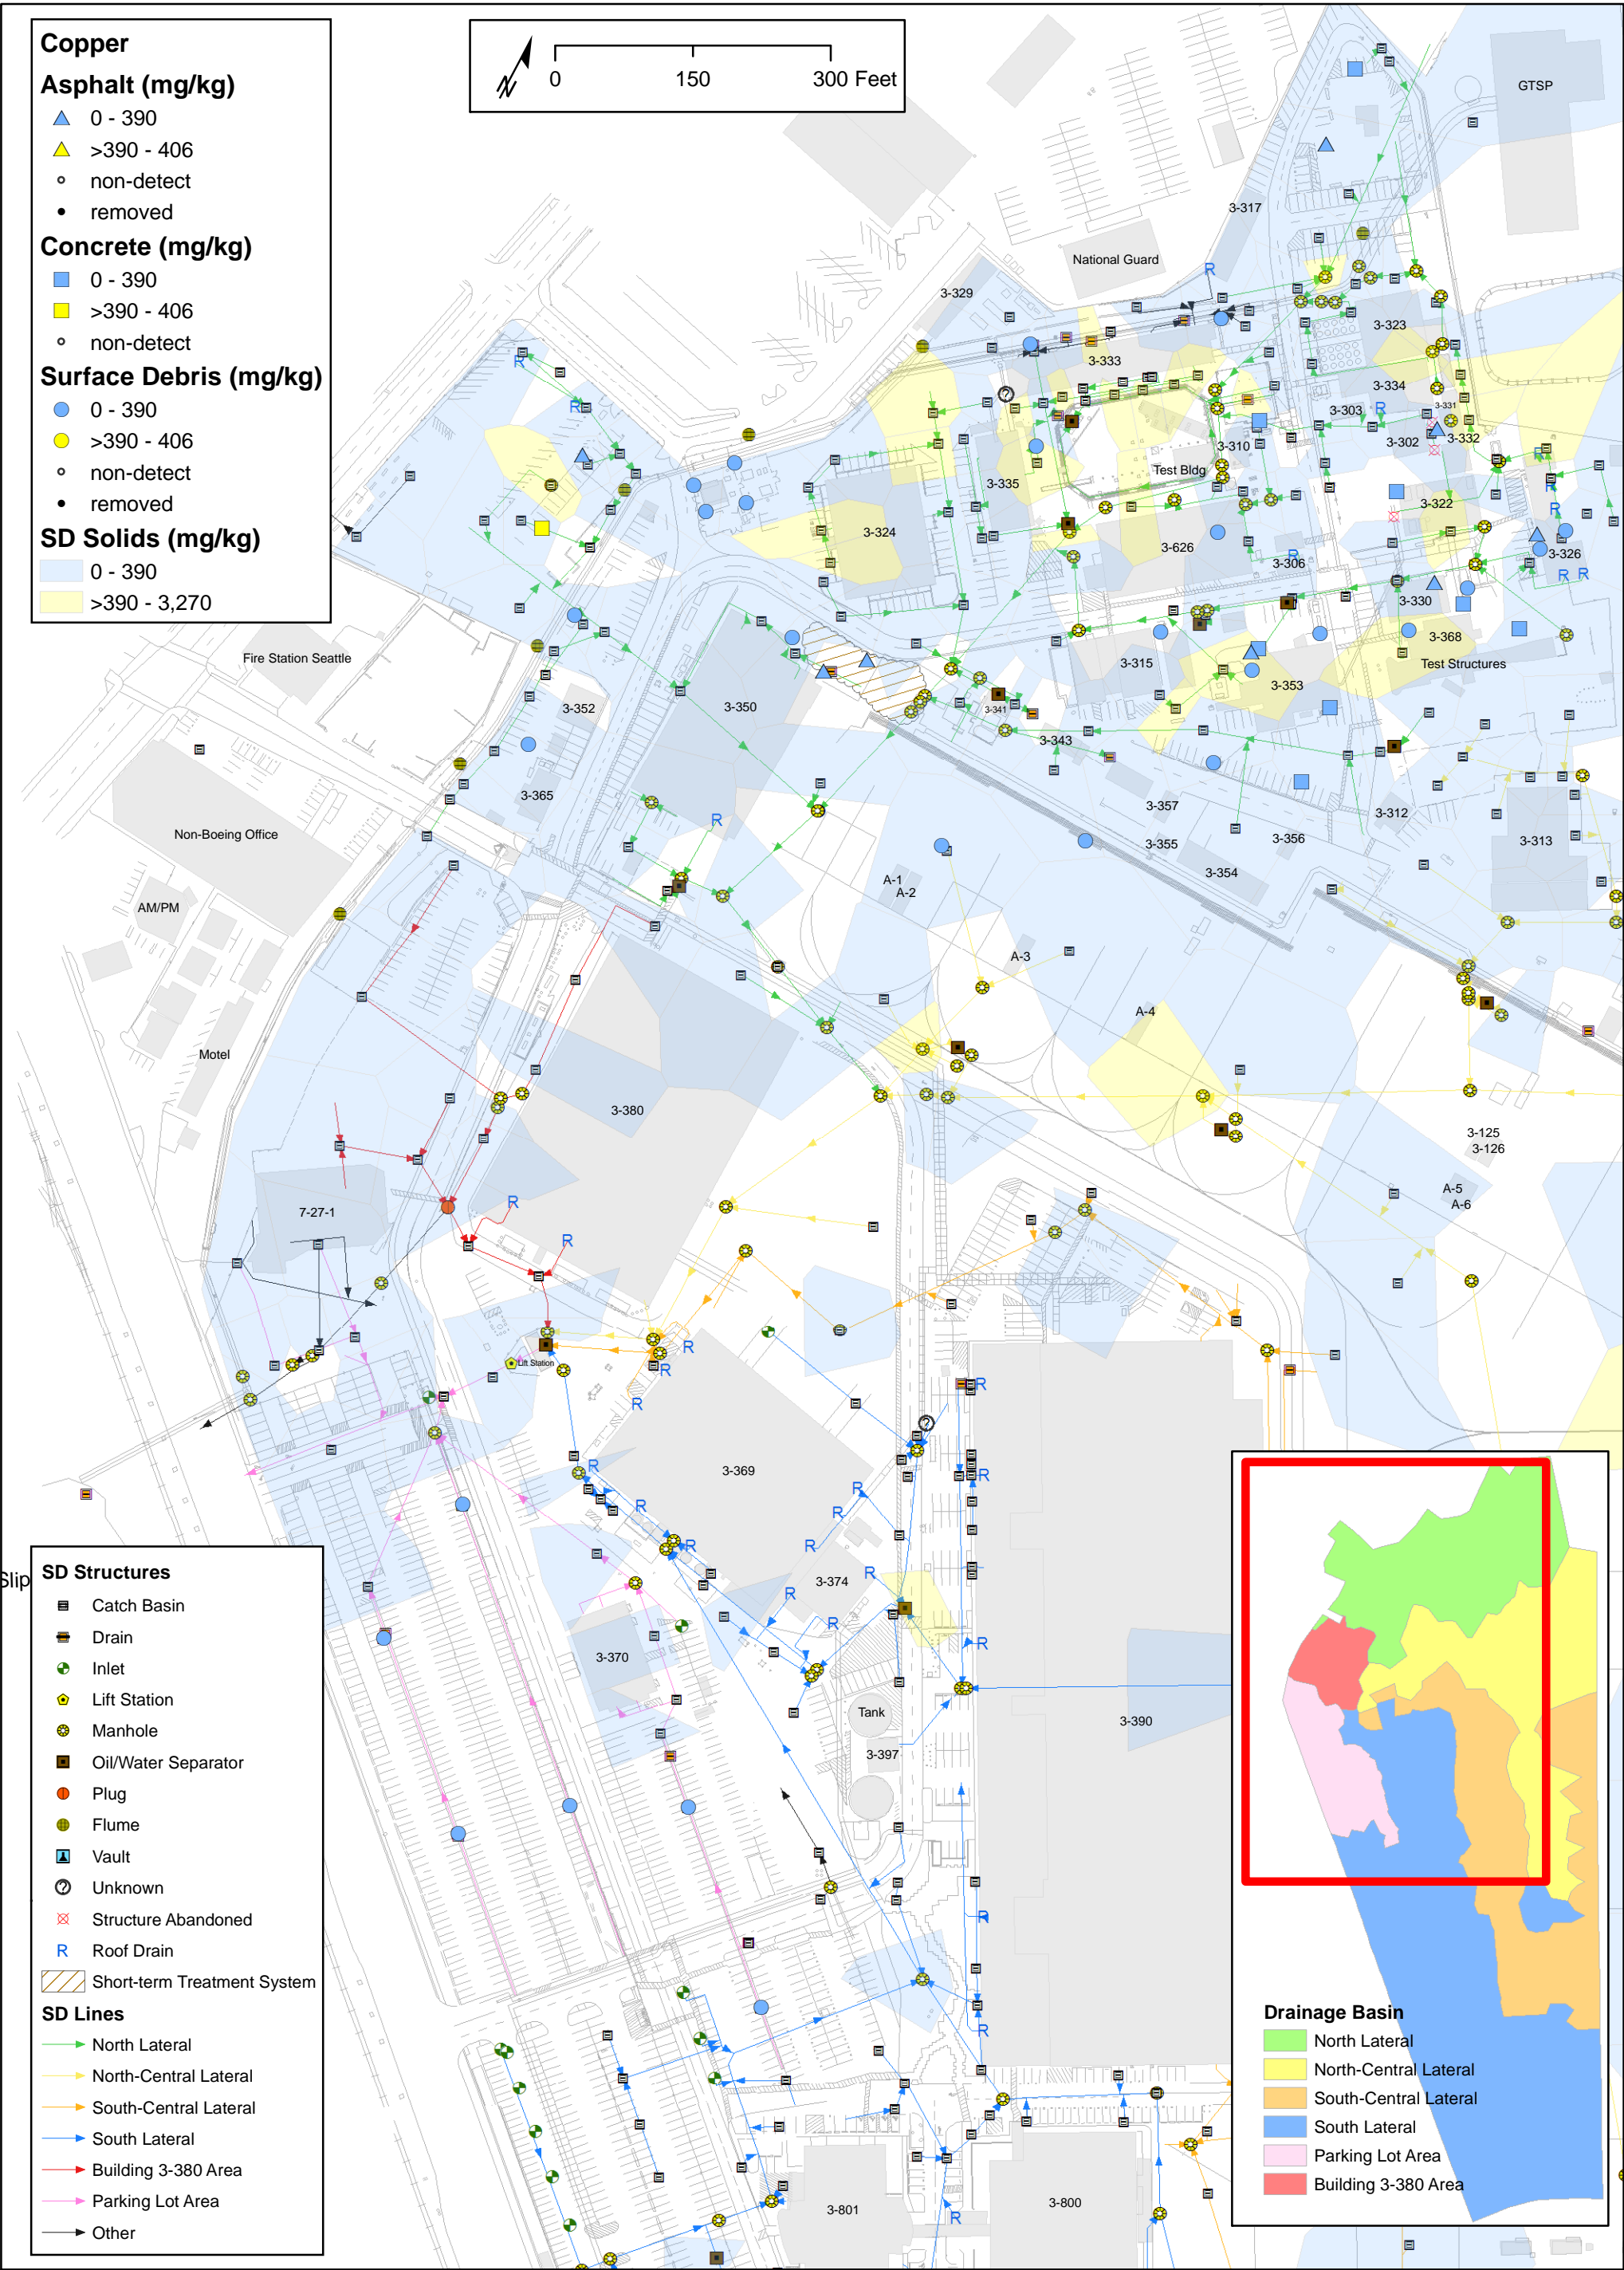 Copper
Asphalt (mg/kg)
0 - 390
>390 - 406
non-detect
removed
Concrete (mg/kg)
0 - 390
>390 - 406
non-detect
Surface Debris (mg/kg)
0 - 390
>390 - 406
non-detect
removed
SD Solids (mg/kg)
0 - 390
>390 - 3,270
N
0 150 300 Feet
GTSP
3-317
National Guard
R
3-329
3-323
3-333
R
3-334
R
3-303
R
3-331
3-302
3-332
3-310
R
Test Bldg
3-335
R
3-322
R
3-324
3-626
R
3-326
3-306
R R
3-330
3-368
Fire Station Seattle
3-315
Test Structures
3-353
3-352
3-350
3-341
3-343
3-365
3-357
3-312
R
Non-Boeing Office
3-355
3-356
3-313
3-354
A-1
A-2
AM/PM
A-3
A-4
Motel
3-380
3-125
3-126
A-5
A-6
R
7-27-1
R
R
Lift Station
R
R
R
3-369
R
R
R
R
R
R
R
R
3-374
R
R
R
R
3-370
Tank
3-390
3-397
R
R
R
3-801
3-800
Slip
SD Structures
Catch Basin
Drain
Inlet
Lift Station
Manhole
Oil/Water Separator
Plug
Flume
Vault
? Unknown
Structure Abandoned
R Roof Drain
Short-term Treatment System
SD Lines
North Lateral
North-Central Lateral
South-Central Lateral
South Lateral
Building 3-380 Area
Parking Lot Area
Other
Drainage Basin
North Lateral
North-Central Lateral
South-Central Lateral
South Lateral
Parking Lot Area
Building 3-380 Area